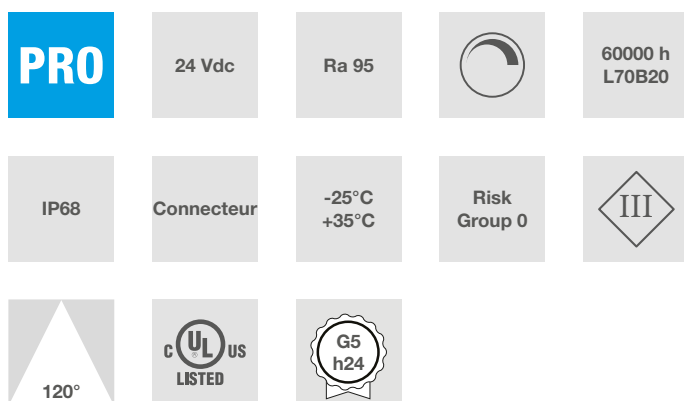 PRO
24 Vdc
Ra 95
60000 h
L70B20
IP68
Connecteur
-25°C
+35°C
Risk
Group 0
III
120°
C UL US
®
LISTED
G5
h24